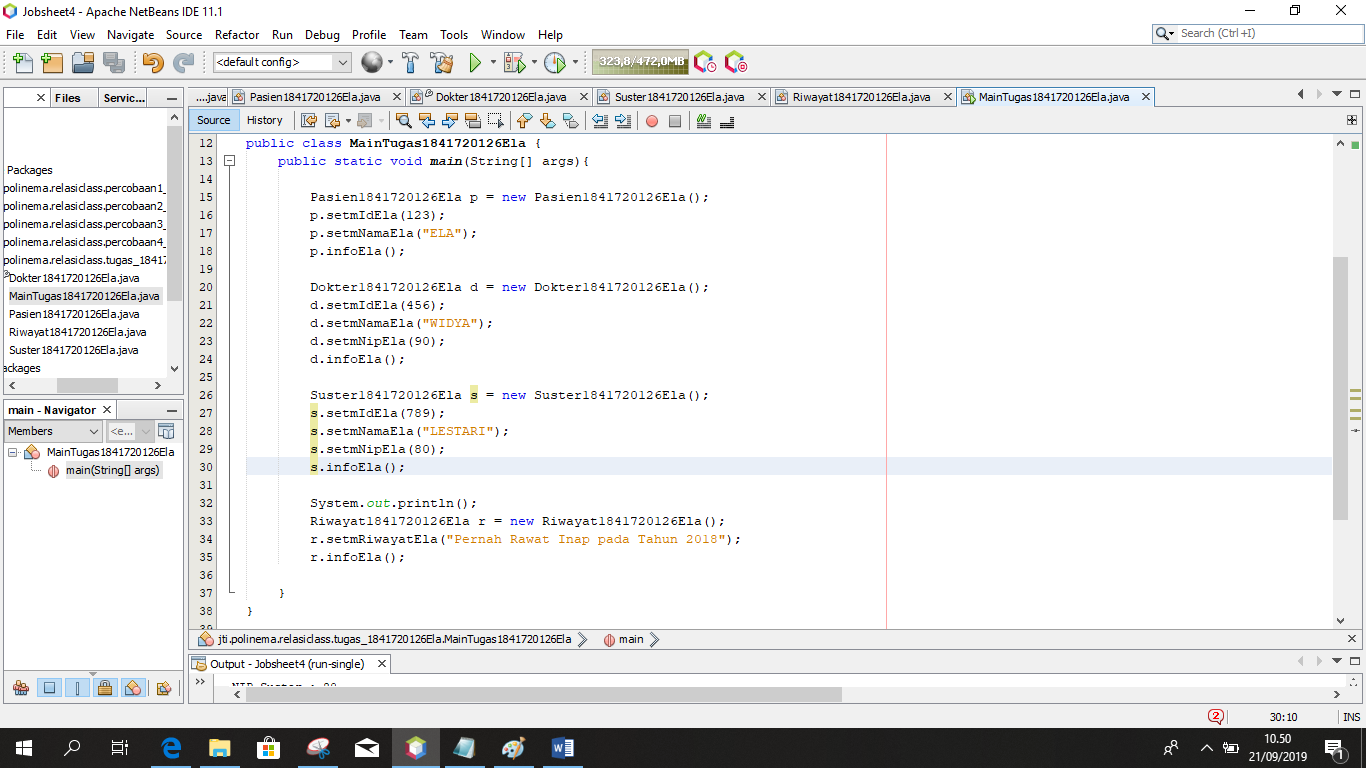 Jobsheet4 - Apache NetBeans IDE 11.1
File Edit View Navigate Source Refactor Run Debug Profile Team Tools Window Help
Search (Ctrl+I)
<default config>
323,8/472,0MB
Files Servic...
....java Pasien1841720126Ela.java Dokter1841720126Ela.java Suster1841720126Ela.java Riwayat1841720126Ela.java MainTugas1841720126Ela.java
Source History
Packages
polinema.relasiclass.percobaan1_
polinema.relasiclass.percobaan2_
polinema.relasiclass.percobaan3_
polinema.relasiclass.percobaan4_
polinema.relasiclass.tugas_1841
Dokter1841720126Ela.java
MainTugas1841720126Ela.java
Pasien1841720126Ela.java
Riwayat1841720126Ela.java
Suster1841720126Ela.java
ackages
main - Navigator
Members <e...
MainTugas1841720126Ela
main(String[] args)
12 public class MainTugas1841720126Ela {
13 public static void main(String[] args){
14
15 Pasien1841720126Ela p = new Pasien1841720126Ela();
16 p.setmIdEla(123);
17 p.setmNamaEla("ELA");
18 p.infoEla();
19
20 Dokter1841720126Ela d = new Dokter1841720126Ela();
21 d.setmIdEla(456);
22 d.setmNamaEla("WIDYA");
23 d.setmNipEla(90);
24 d.infoEla();
25
26 Suster1841720126Ela s = new Suster1841720126Ela();
27 s.setmIdEla(789);
28 s.setmNamaEla("LESTARI");
29 s.setmNipEla(80);
30 s.infoEla();
31
32 System.out.println();
33 Riwayat1841720126Ela r = new Riwayat1841720126Ela();
34 r.setmRiwayatEla("Pernah Rawat Inap pada Tahun 2018");
35 r.infoEla();
36
37 }
38 }
jti.polinema.relasiclass.tugas_1841720126Ela.MainTugas1841720126Ela main
Output - Jobsheet4 (run-single)
2
30:10 INS
10.50
21/09/2019
1